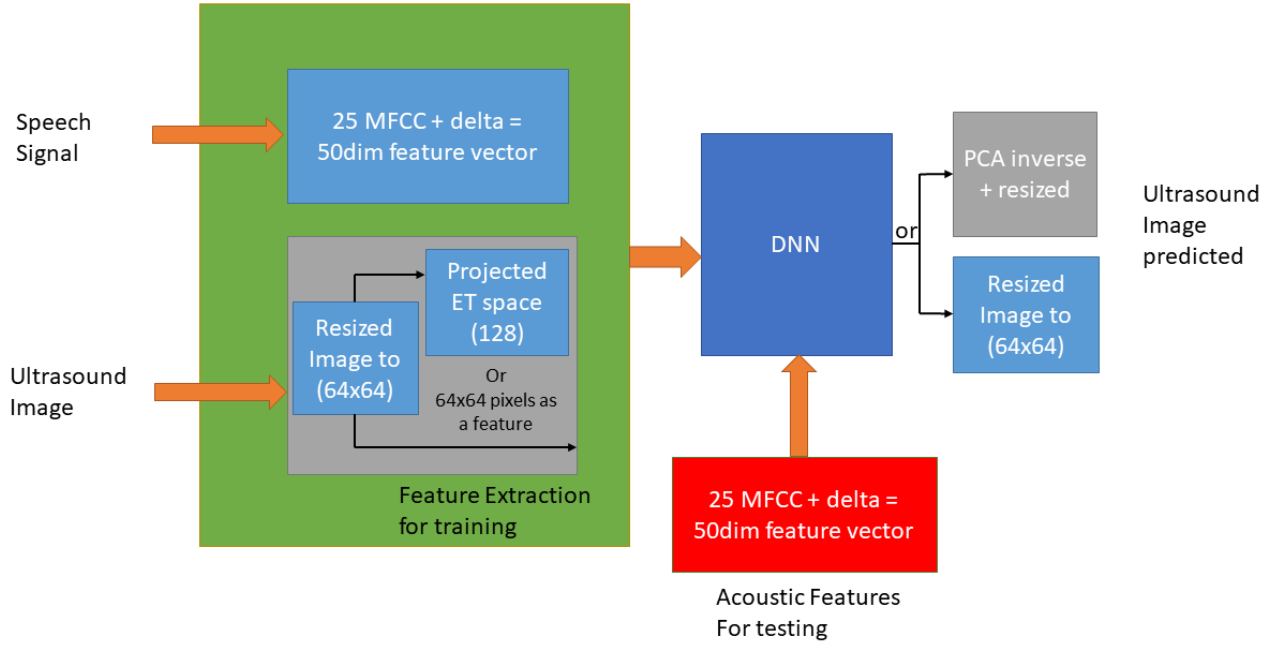 Speech
Signal
25 MFCC + delta =
50dim feature vector
Ultrasound
Image
Resized
Image to
(64x64)
Projected
ET space
(128)
Or
64x64 pixels as
a feature
Feature Extraction
for training
DNN
or
PCA inverse
+ resized
Resized
Image to
(64x64)
Ultrasound
Image
predicted
25 MFCC + delta =
50dim feature vector
Acoustic Features
For testing